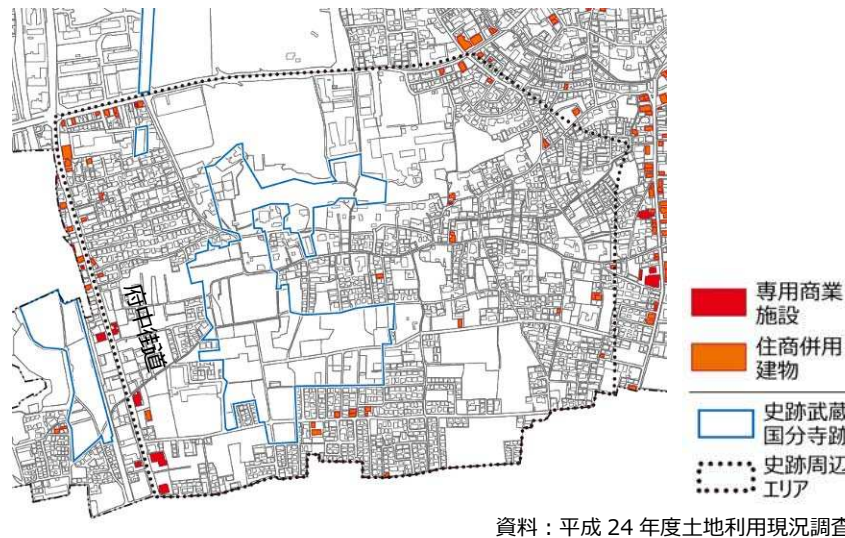 府中街道
専用商業
施設
住商併用
建物
史跡武蔵
国分寺跡
史跡周辺
エリア
資料：平成 24 年度土地利用現況調査